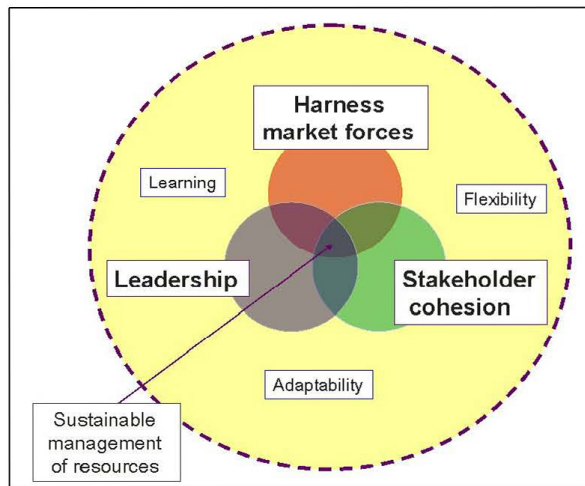 Harness
market forces
Learning
Flexibility
Leadership
Stakeholder
cohesion
Adaptability
Sustainable
management
of resources